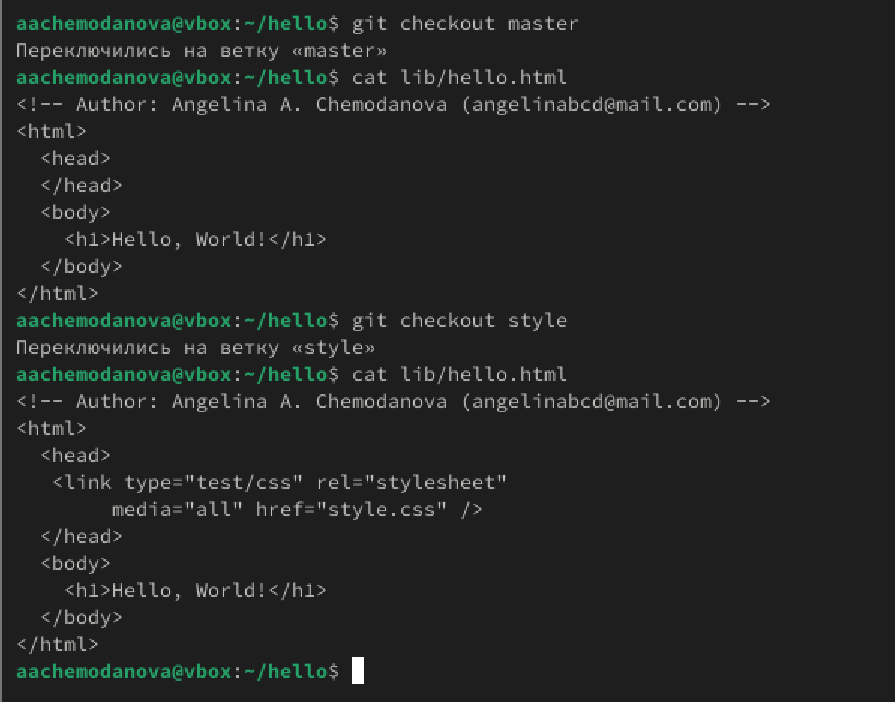 aachemodanova@vbox:~/hello$ git checkout master
Переключились на ветку «master»
aachemodanova@vbox:~/hello$ cat lib/hello.html
<!-- Author: Angelina A. Chemodanova (angelinabcd@mail.com) -->
<html>
  <head>
  </head>
  <body>
    <h1>Hello, World!</h1>
  </body>
</html>
aachemodanova@vbox:~/hello$ git checkout style
Переключились на ветку «style»
aachemodanova@vbox:~/hello$ cat lib/hello.html
<!-- Author: Angelina A. Chemodanova (angelinabcd@mail.com) -->
<html>
  <head>
   <link type="test/css" rel="stylesheet"
        media="all" href="style.css" />
  </head>
  <body>
    <h1>Hello, World!</h1>
  </body>
</html>
aachemodanova@vbox:~/hello$